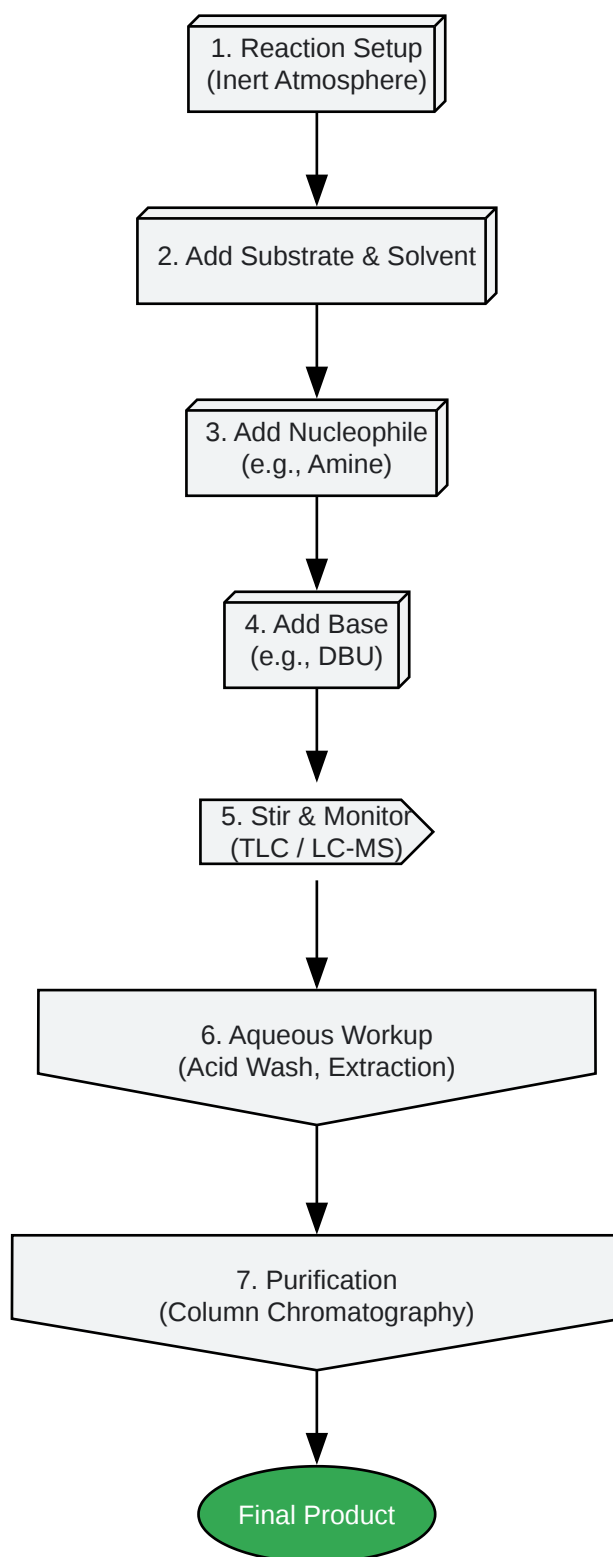 1. Reaction Setup
(Inert Atmosphere)
2. Add Substrate & Solvent
3. Add Nucleophile
(e.g., Amine)
4. Add Base
(e.g., DBU)
5. Stir & Monitor
(TLC / LC-MS)
6. Aqueous Workup
(Acid Wash, Extraction)
7. Purification
(Column Chromatography)
Final Product